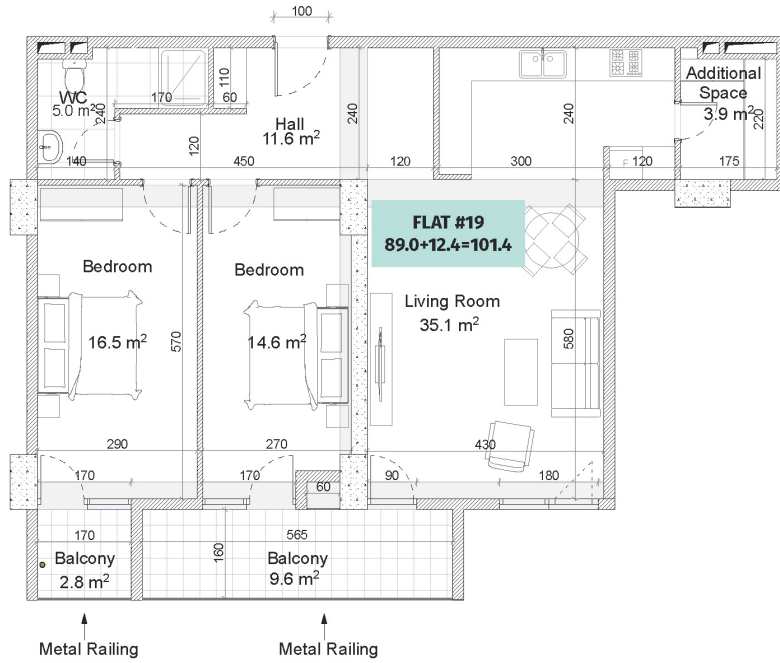 100
WC
5.0 m²
240
170
110
60
Hall
11.6 m²
240
240
Additional
Space
3.9 m²
220
140
120
450
120
300
F
120
175
FLAT #19
89.0+12.4=101.4
Bedroom
16.5 m²
570
Bedroom
14.6 m²
Living Room
35.1 m²
580
290
270
430
170
170
60
90
180
170
Balcony
2.8 m²
160
565
Balcony
9.6 m²
Metal Railing
Metal Railing